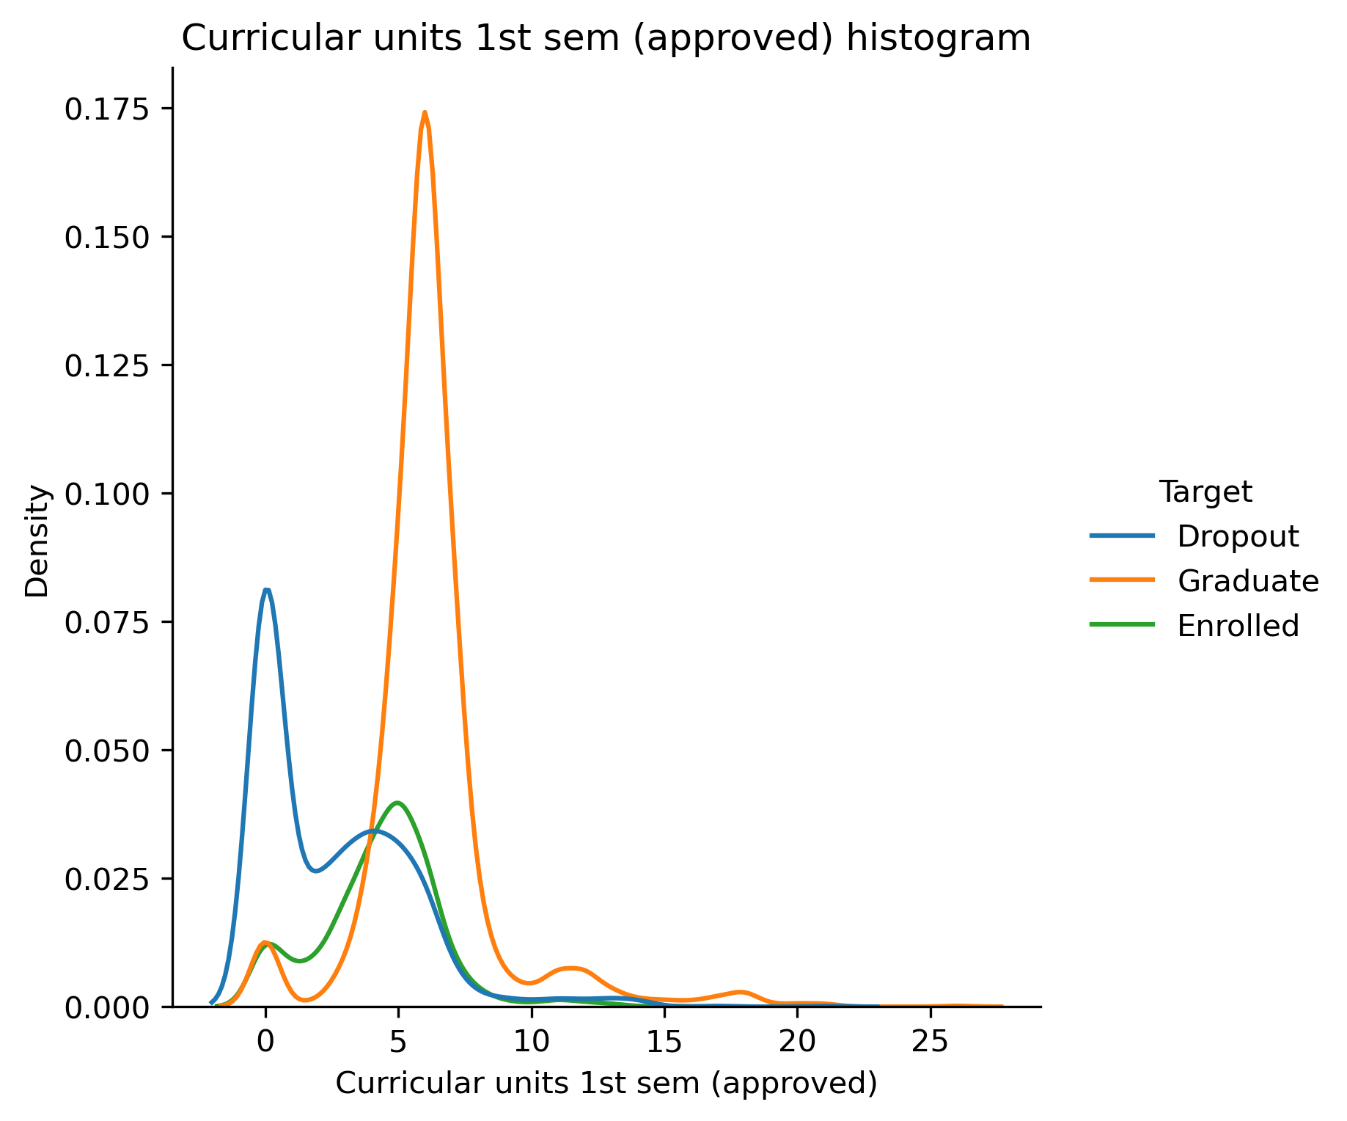 Curricular units 1st sem (approved) histogram
0.175
0.150
0.125
0.100
0.075
0.050
0.025
0.000
Density
0 5 10 15 20 25
Curricular units 1st sem (approved)
Target
Dropout
Graduate
Enrolled